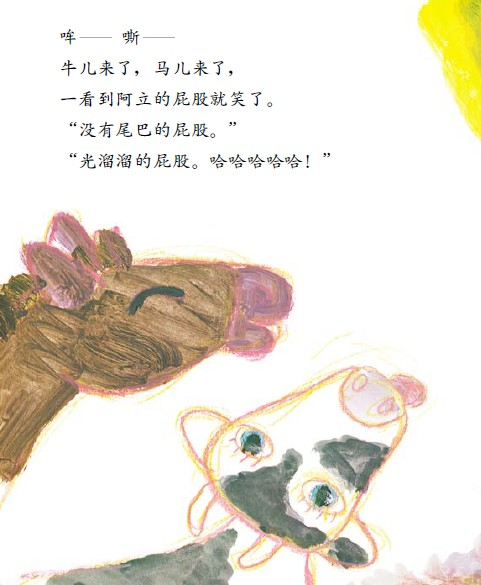 哞—— 嘶——
牛儿来了，马儿来了，
一看到阿立的屁股就笑了。
“没有尾巴的屁股。”
“光溜溜的屁股。哈哈哈哈哈！”